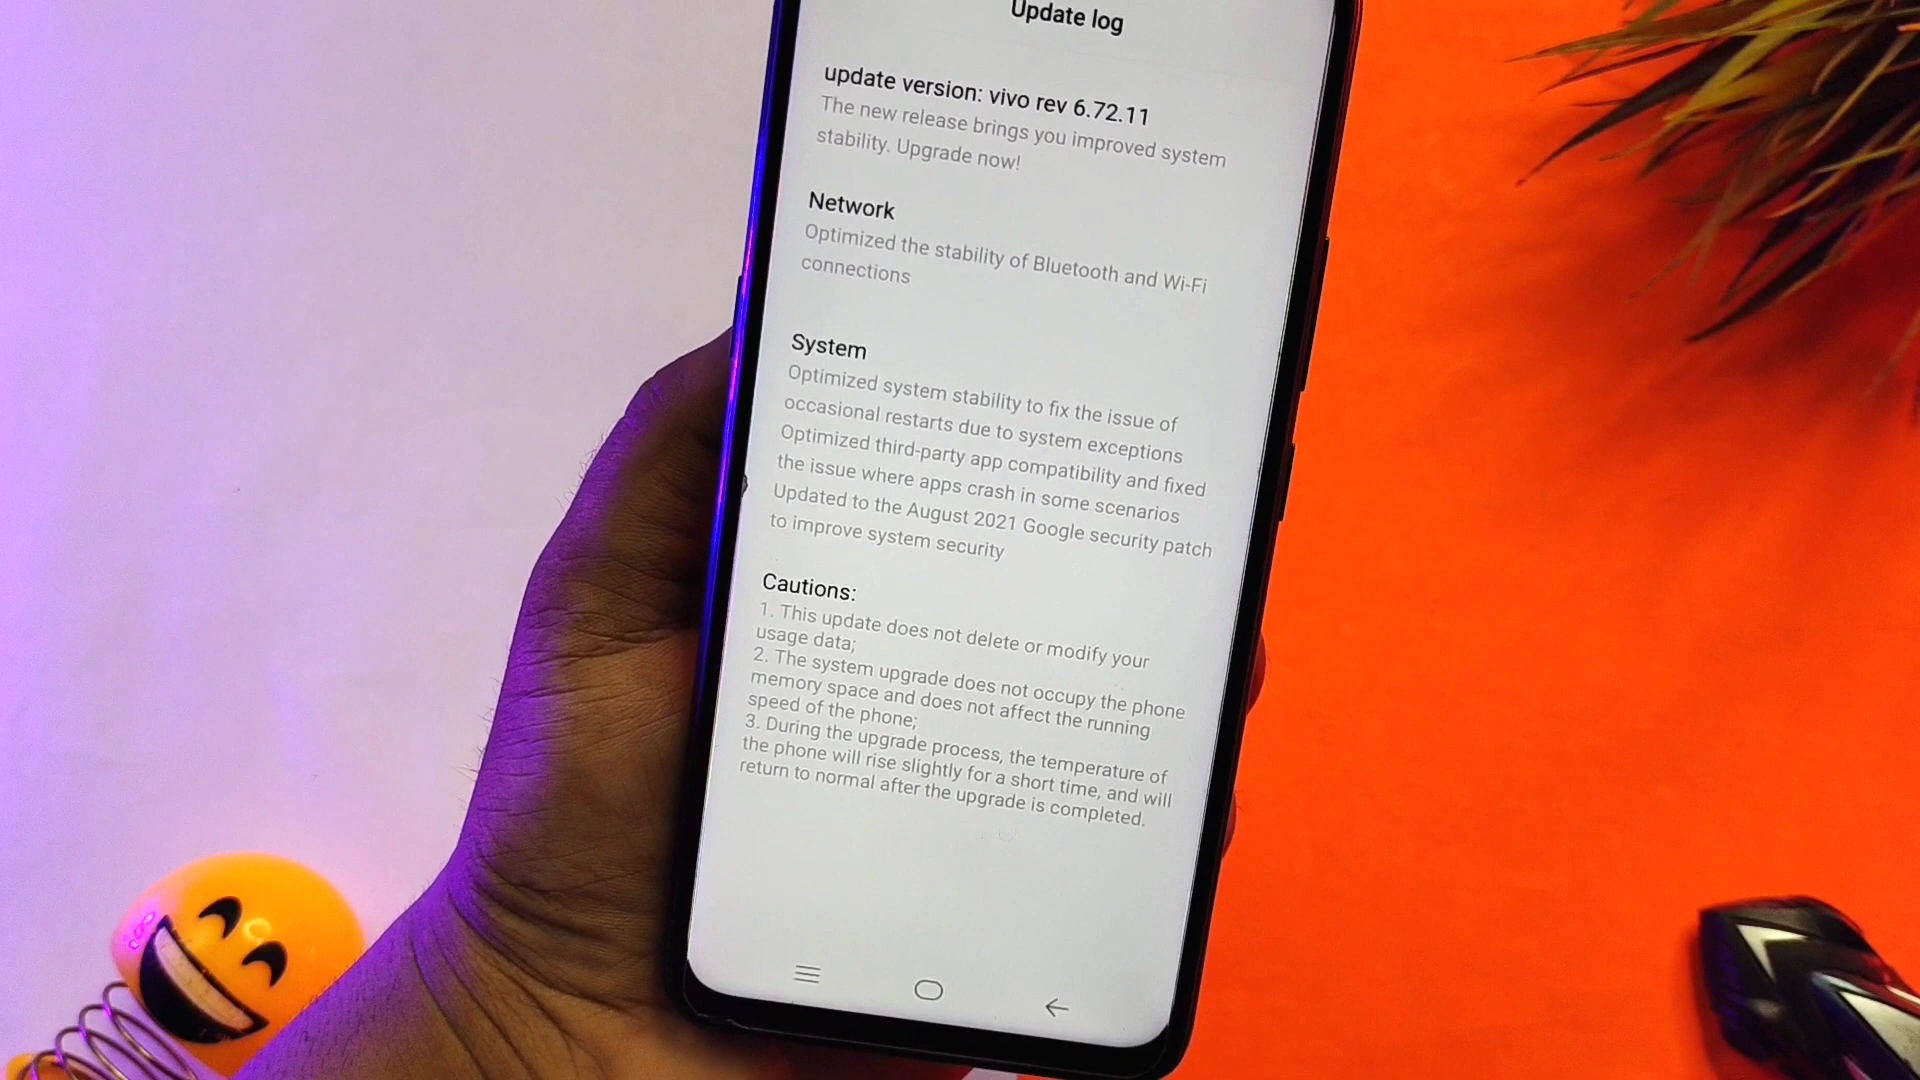 Update log
update version: vivo rev 6.72.11
The new release brings you improved system
stability. Upgrade now!
Network
Optimized the stability of Bluetooth and Wi-Fi
connections
System
Optimized system stability to fix the issue of
occasional restarts due to system exceptions
Optimized third-party app compatibility and fixed
the issue where apps crash in some scenarios
Updated to the August 2021 Google security patch
to improve system security
Cautions:
1. This update does not delete or modify your
usage data;
2. The system upgrade does not occupy the phone
memory space and does not affect the running
speed of the phone;
3. During the upgrade process, the temperature of
the phone will rise slightly for a short time, and will
return to normal after the upgrade is completed.